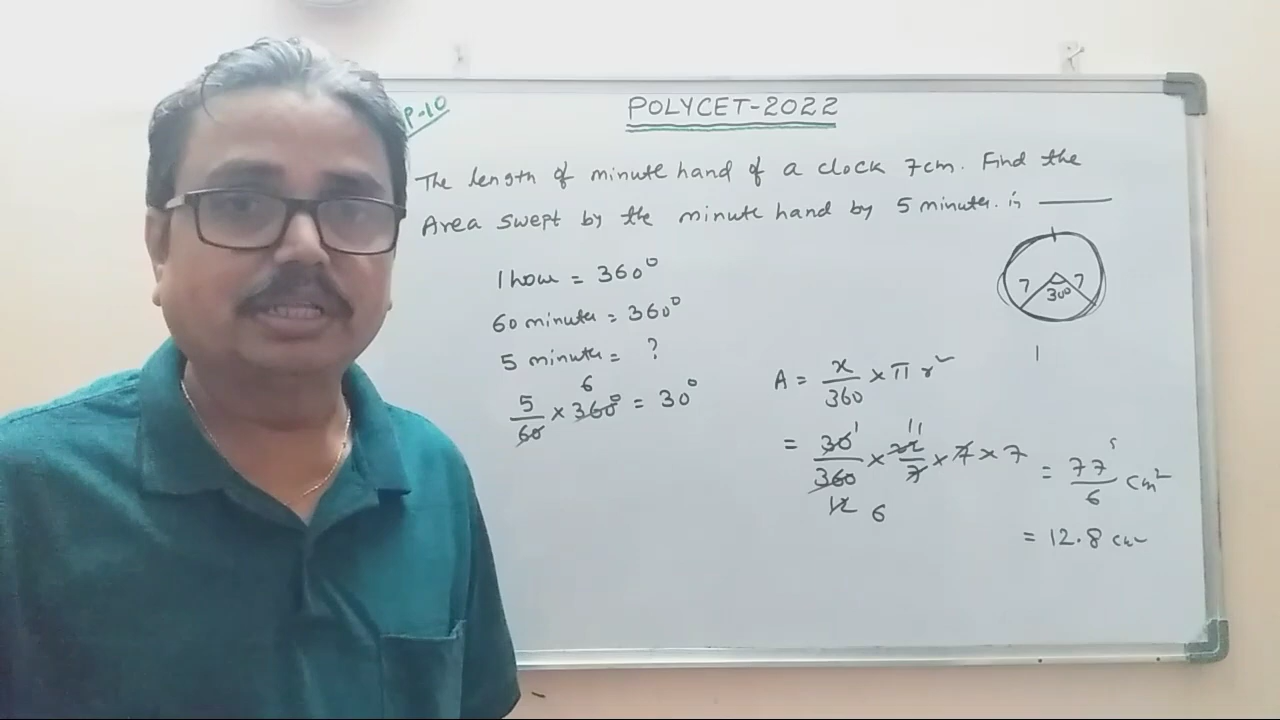 P-10
POLYCET-2022
The length of minute hand of a clock 7cm. Find the
Area swept by the minute hand by 5 minutes. is ______
1 hour = 360°
60 minutes = 360°
5 minutes = ?
6
5/60 × 360° = 30°
7 7
30°
A = x/360 × π r²
= 30/360 × 22/7 × 7 × 7 = 77/6 cm²
1 11
12 6
= 12.8 cm²